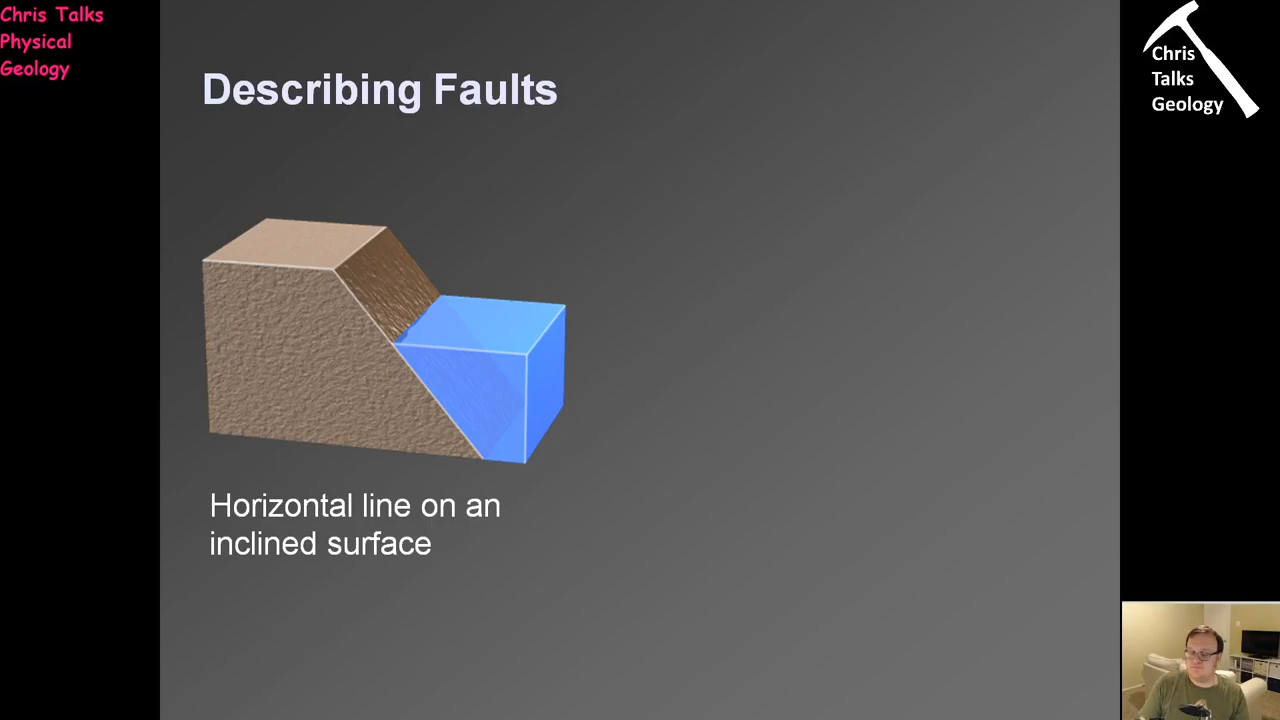 Chris Talks
Physical
Geology
Describing Faults
Horizontal line on an
inclined surface
Chris
Talks
Geology